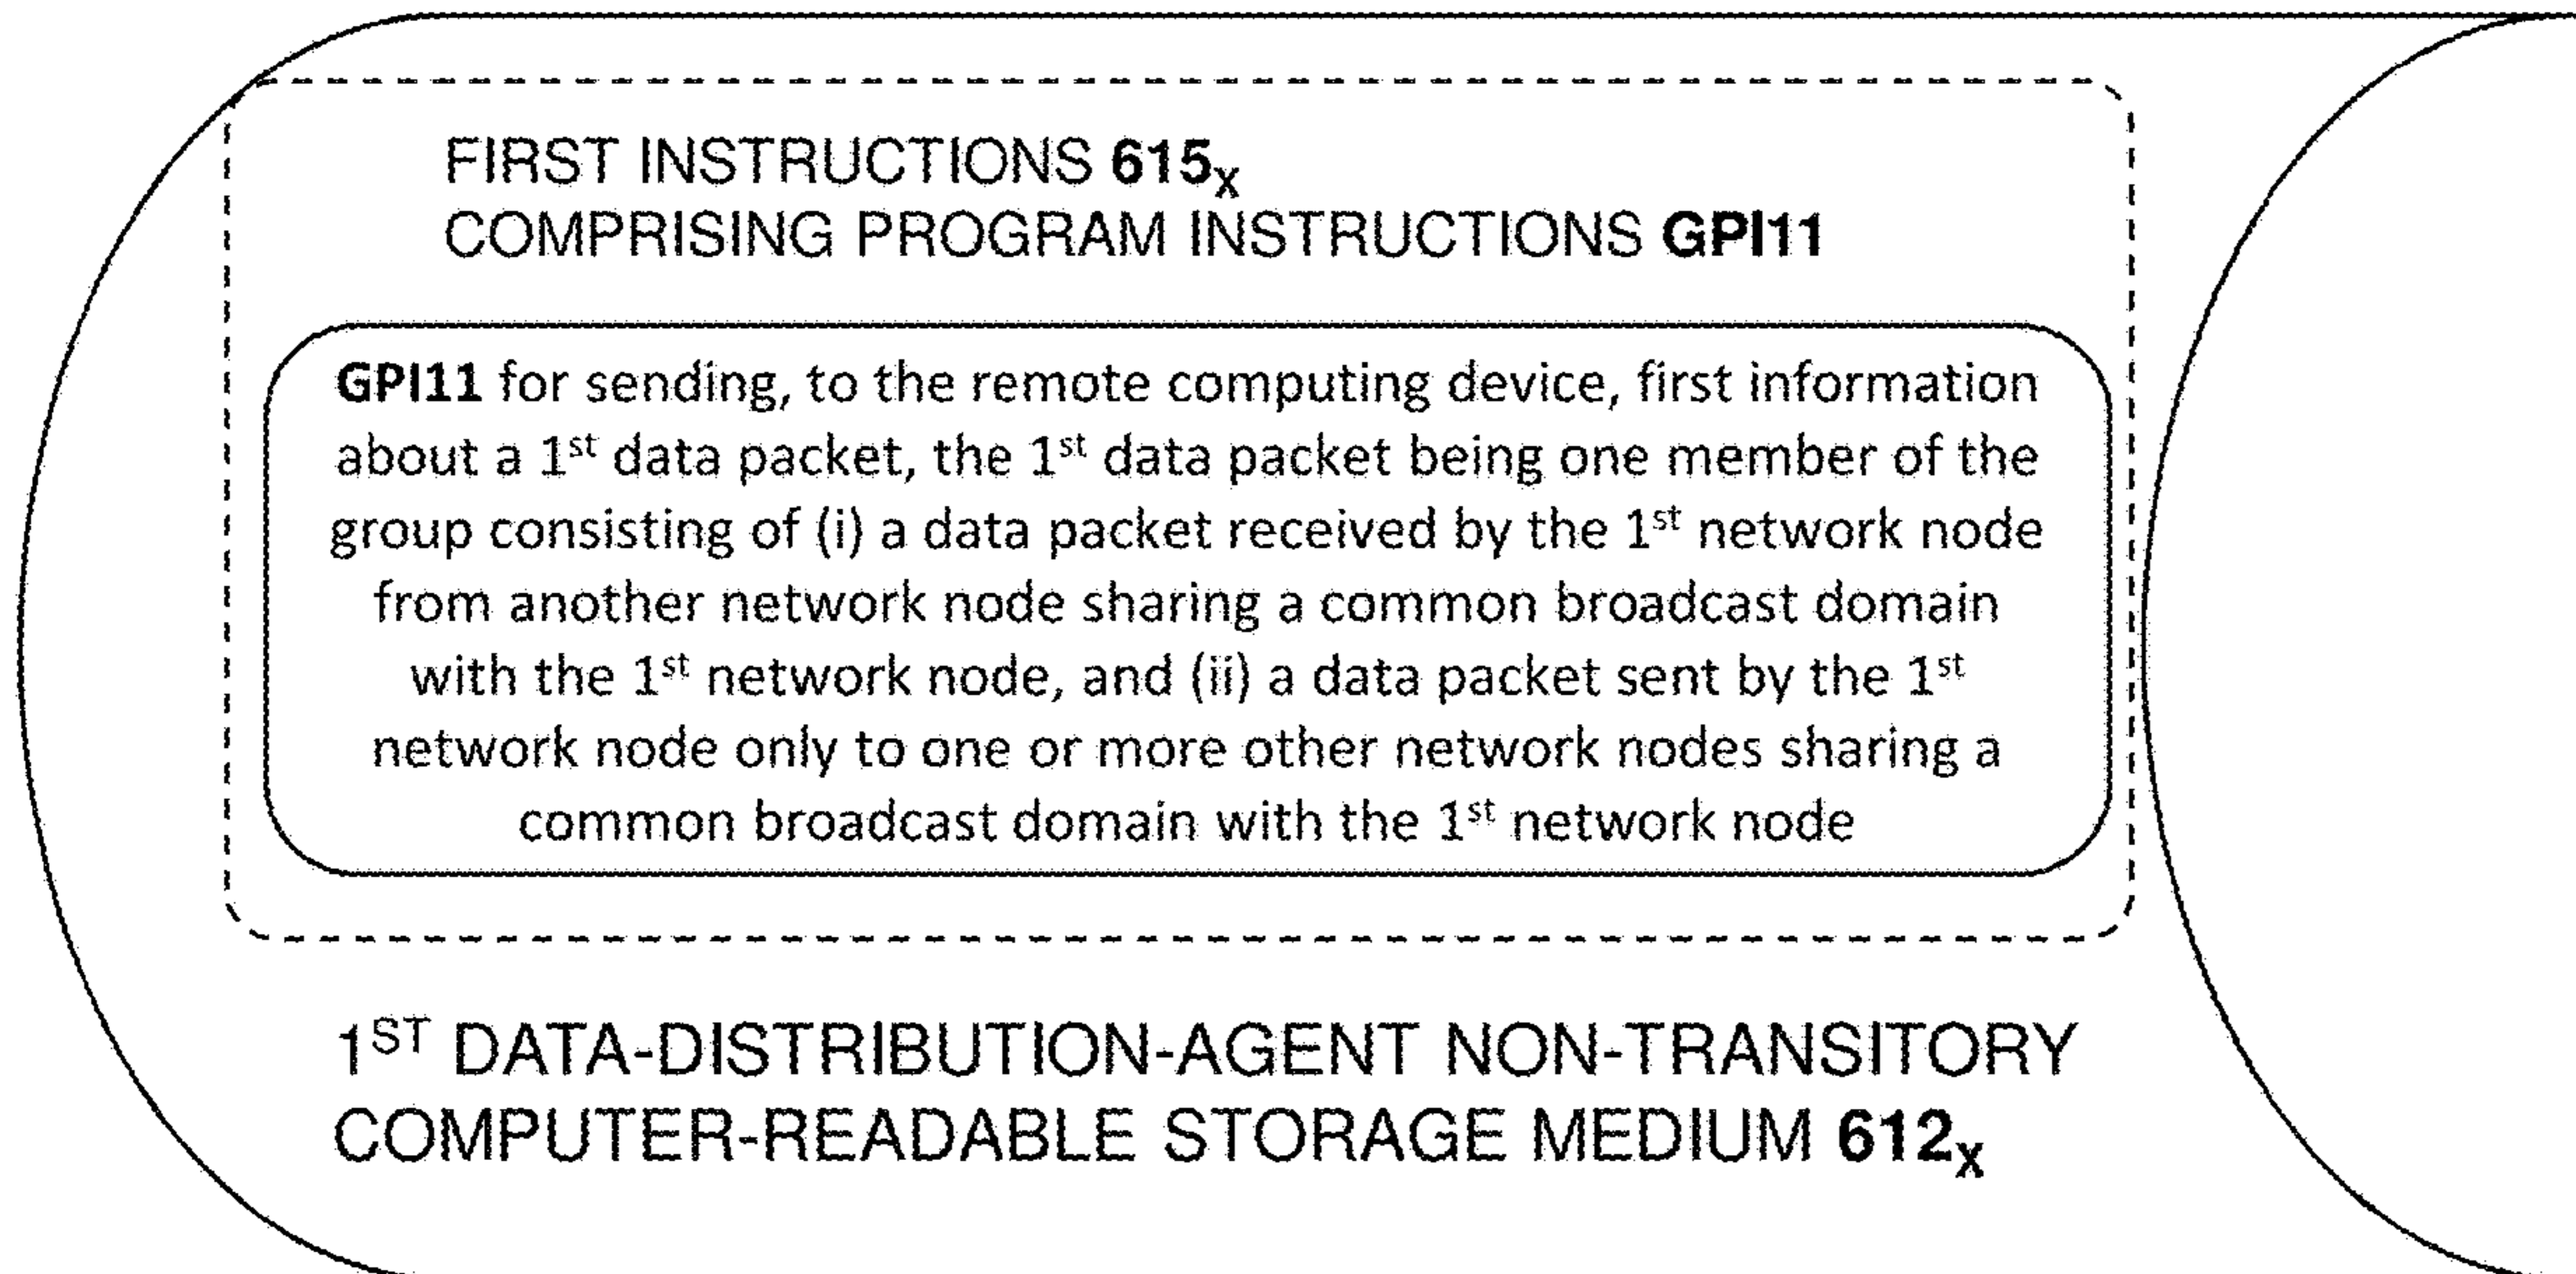 FIRST INSTRUCTIONS 615X
COMPRISING PROGRAM INSTRUCTIONS GPI11
GPI11 for sending, to the remote computing device, first information
about a 1st data packet, the 1st data packet being one member of the
group consisting of (i) a data packet received by the 1st network node
from another network node sharing a common broadcast domain
with the 1st network node, and (ii) a data packet sent by the 1st
network node only to one or more other network nodes sharing a
common broadcast domain with the 1st network node
1ST DATA-DISTRIBUTION-AGENT NON-TRANSITORY
COMPUTER-READABLE STORAGE MEDIUM 612X